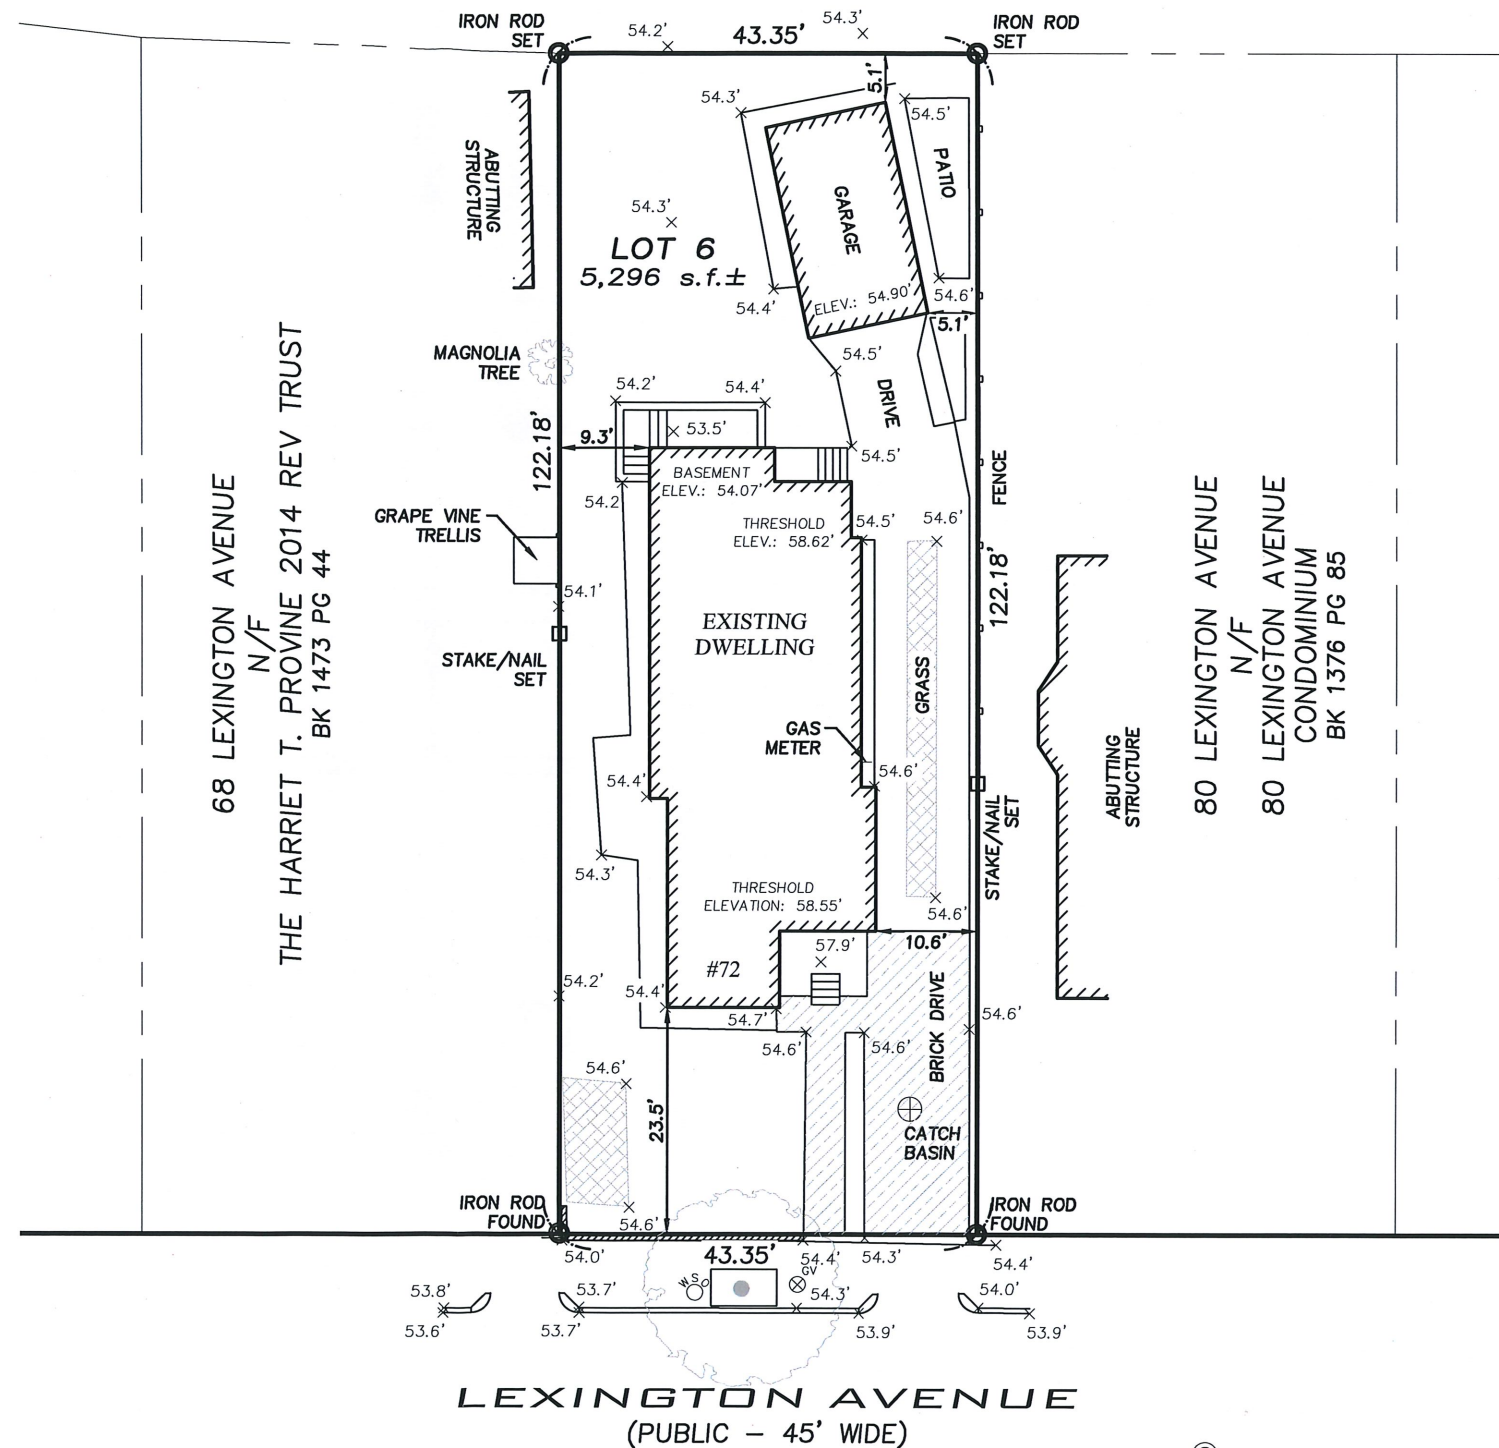 IRON ROD
SET
54.2'
43.35'
54.3'
IRON ROD
SET
5.1'
54.3'
54.5'
PATIO
ABUTTING
STRUCTURE
GARAGE
54.3'
LOT 6
5,296 s.f.±
54.4'
ELEV.: 54.90'
54.6'
5.1'
MAGNOLIA
TREE
54.5'
DRIVE
54.2'
54.4'
53.5'
9.3'
122.18'
54.5'
BASEMENT
ELEV.: 54.07'
54.2
FENCE
GRAPE VINE
TRELLIS
THRESHOLD
ELEV.: 58.62'
54.5'
54.6'
122.18'
54.1'
EXISTING
DWELLING
STAKE/NAIL
SET
GRASS
GAS
METER
54.6'
54.4'
68 LEXINGTON AVENUE
N/F
THE HARRIET T. PROVINE 2014 REV TRUST
BK 1473 PG 44
80 LEXINGTON AVENUE
N/F
80 LEXINGTON AVENUE
CONDOMINIUM
BK 1376 PG 85
ABUTTING
STRUCTURE
STAKE/NAIL
SET
54.3'
THRESHOLD
ELEVATION: 58.55'
54.6'
10.6'
57.9'
#72
54.2'
54.4'
54.7'
54.6'
54.6'
BRICK DRIVE
54.6'
54.6'
23.5'
CATCH
BASIN
IRON ROD
FOUND
54.6'
IRON ROD
FOUND
54.0'
43.35'
54.4'
54.3'
54.4'
WSO
GV
53.8'
53.7'
54.3'
54.0'
53.6'
53.7'
53.9'
53.9'
LEXINGTON AVENUE
(PUBLIC – 45' WIDE)